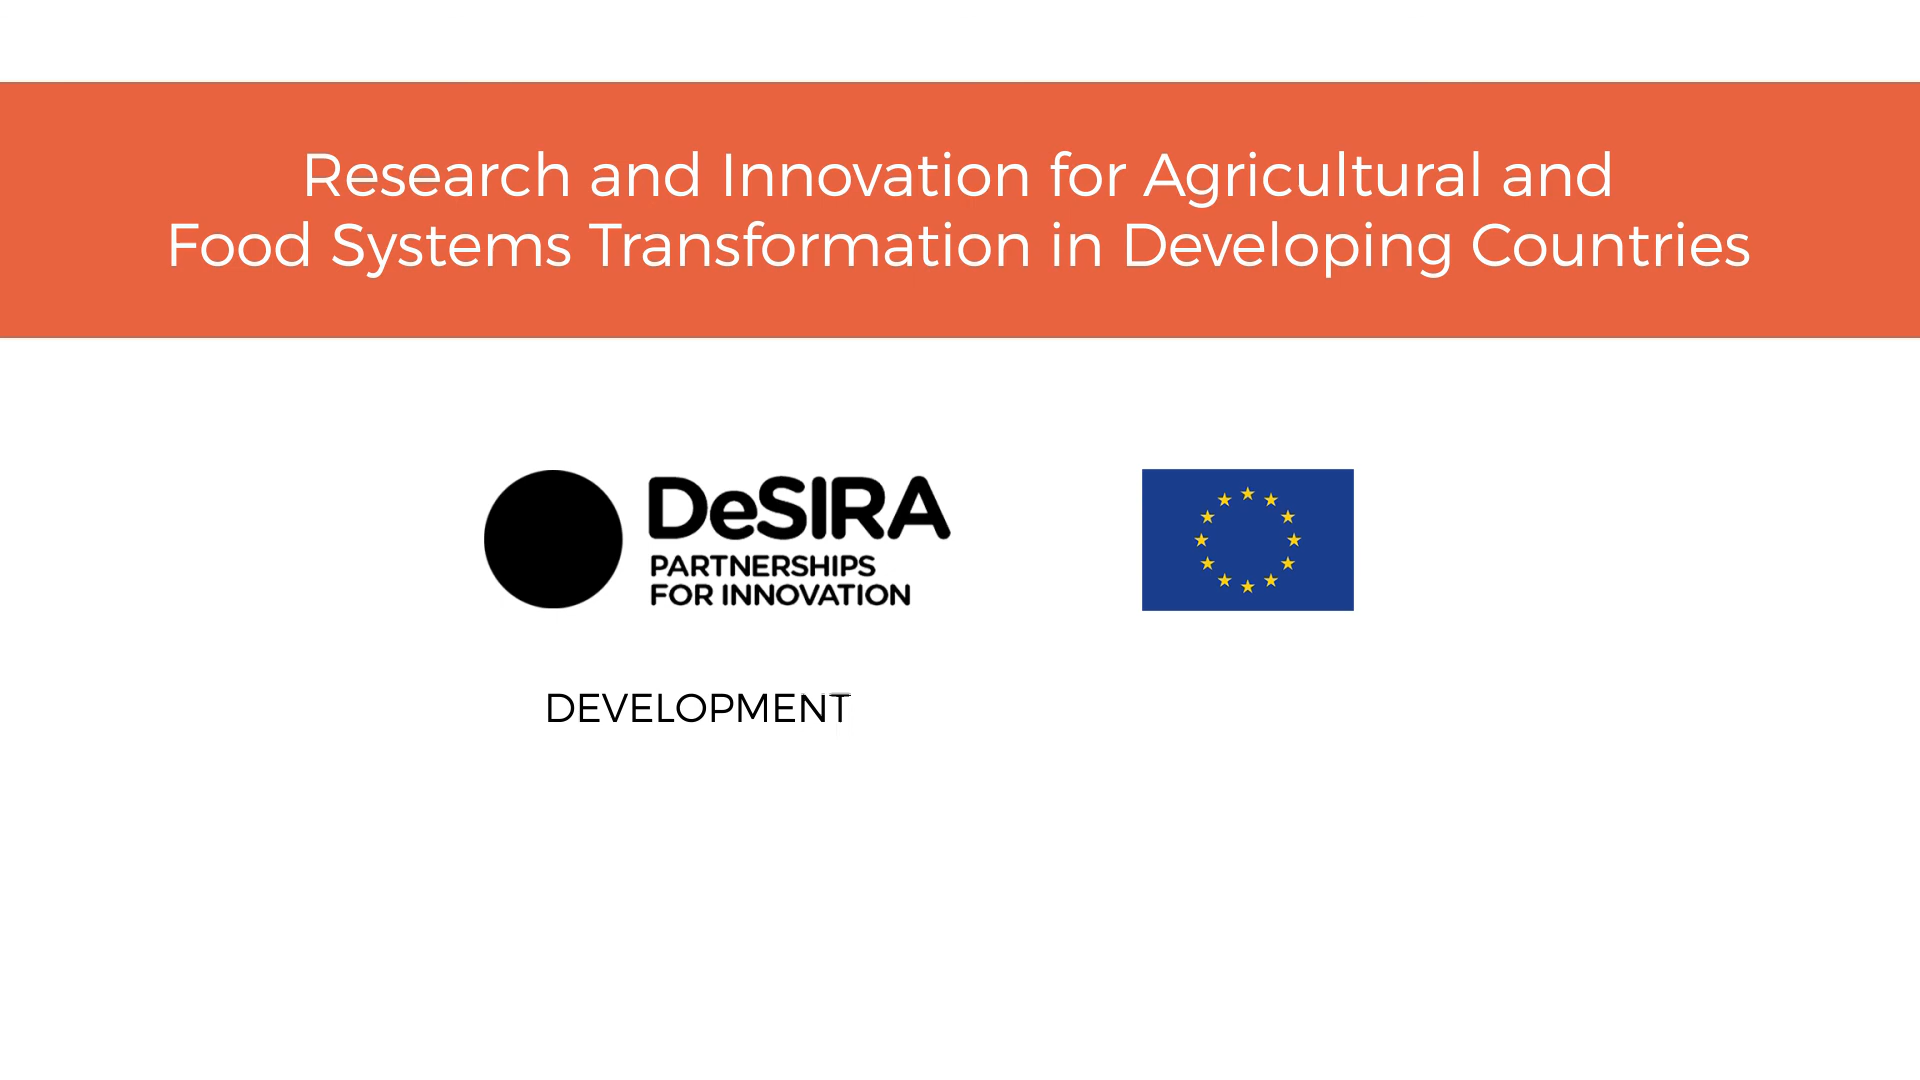 Research and Innovation for Agricultural and
Food Systems Transformation in Developing Countries
DeSIRA
PARTNERSHIPS
FOR INNOVATION
DEVELOPMENT